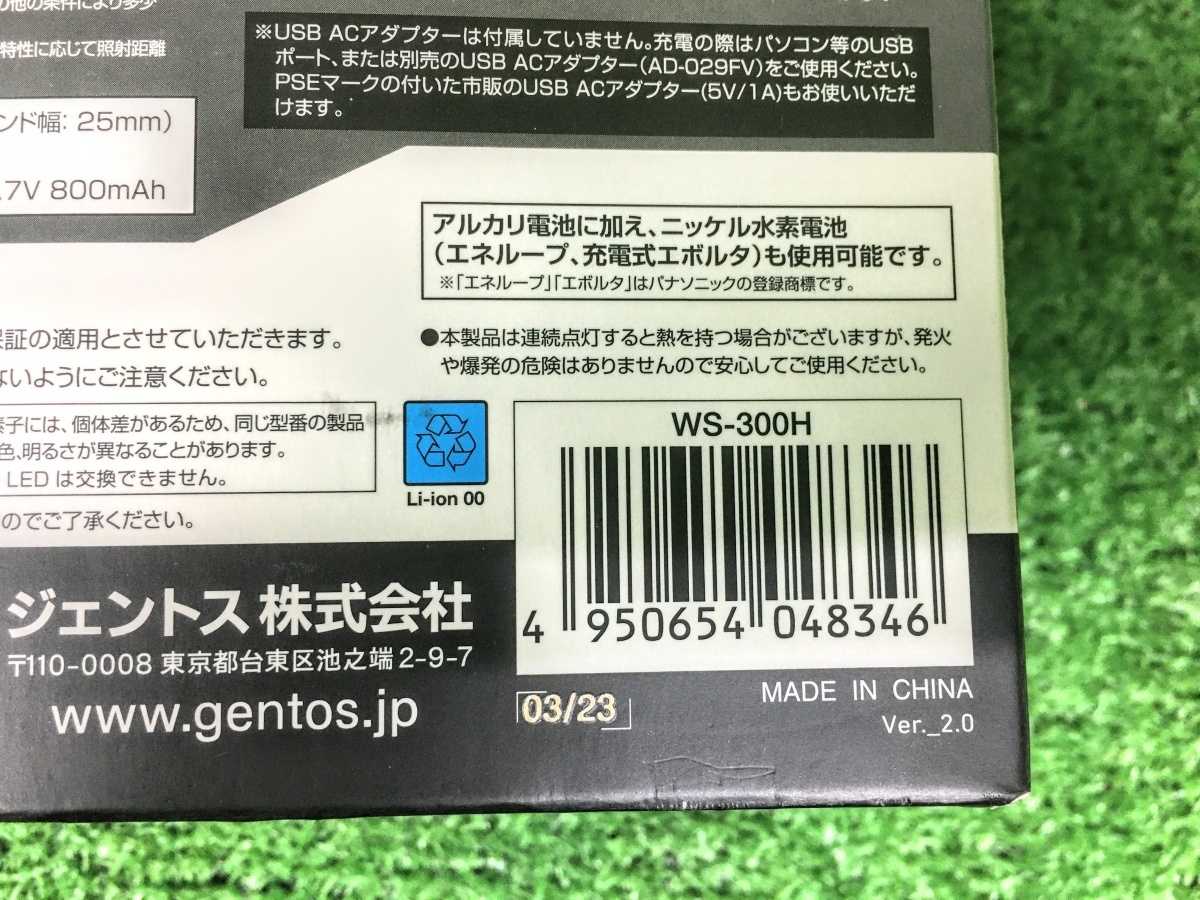 の他の条件により多少
特性に応じて照射距離
※USB ACアダプターは付属していません。充電の際はパソコン等のUSB
ポート、または別売のUSB ACアダプター(AD-029FV)をご使用ください。
PSEマークの付いた市販のUSB ACアダプター(5V/1A)もお使いいただ
けます。
ンド幅: 25mm)
.7V 800mAh
アルカリ電池に加え、ニッケル水素電池
(エネループ、充電式エボルタ)も使用可能です。
※「エネループ」「エボルタ」はパナソニックの登録商標です。
証の適用とさせていただきます。
ないようにご注意ください。
●本製品は連続点灯すると熱を持つ場合がございますが、発火
や爆発の危険はありませんので安心してご使用ください。
子には、個体差があるため、同じ型番の製品
色、明るさが異なることがあります。
LED は交換できません。
のでご了承ください。
Li-ion 00
WS-300H
4 950654 048346
ジェントス 株式会社
〒110-0008 東京都台東区池之端2-9-7
www.gentos.jp
03/23
MADE IN CHINA
Ver._2.0